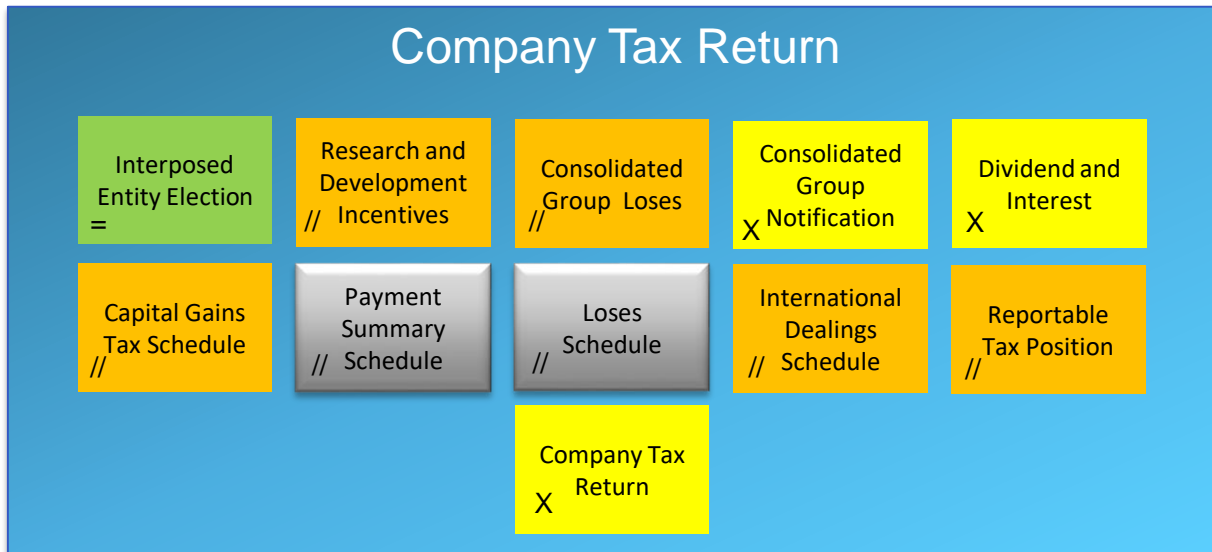 Company Tax Return
Interposed
Entity Election
=
Research and
Development
Incentives
//
Consolidated
Group Loses
//
Consolidated
Group
Notification
X
Dividend and
Interest
X
Capital Gains
Tax Schedule
//
Payment
Summary
Schedule
//
Loses
Schedule
//
International
Dealings
Schedule
//
Reportable
Tax Position
//
Company Tax
Return
X